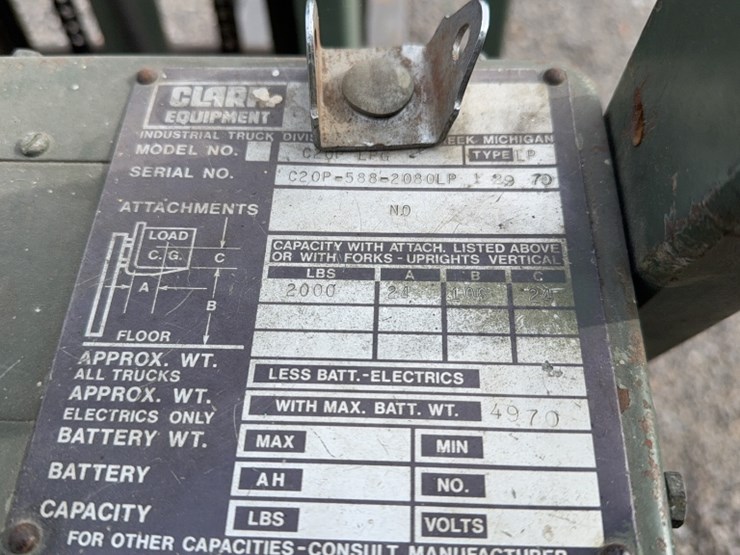 CLARK
EQUIPMENT
INDUSTRIAL TRUCK MICHIGAN
MODEL NO. C20P LPG TYPE LP
SERIAL NO. C20P-588-2080LP
ATTACHMENTS NO
LOAD
C. G. C
A
B
FLOOR
CAPACITY WITH ATTACH. LISTED ABOVE
OR WITH FORKS - UPRIGHTS VERTICAL
LBS A B C
2000 24
APPROX. WT.
ALL TRUCKS LESS BATT.-ELECTRICS
APPROX. WT.
ELECTRICS ONLY WITH MAX. BATT. WT. 4970
BATTERY WT. MAX MIN
BATTERY AH NO.
CAPACITY LBS VOLTS
FOR OTHER CAPACITIES-CONSULT MANUFACTURER